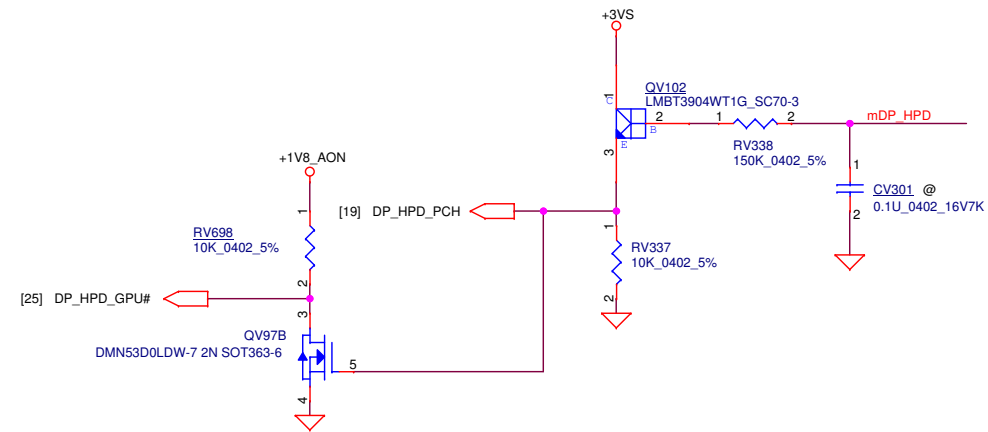 +3VS
QV102
LMBT3904WT1G_SC70-3
C
1
2
B
E
3
1
2
mDP_HPD
RV338
150K_0402_5%
1
CV301 @
0.1U_0402_16V7K
2
+1V8_AON
1
RV698
10K_0402_5%
2
[19] DP_HPD_PCH
1
RV337
10K_0402_5%
2
[25] DP_HPD_GPU#
3
QV97B
DMN53D0LDW-7 2N SOT363-6
5
4